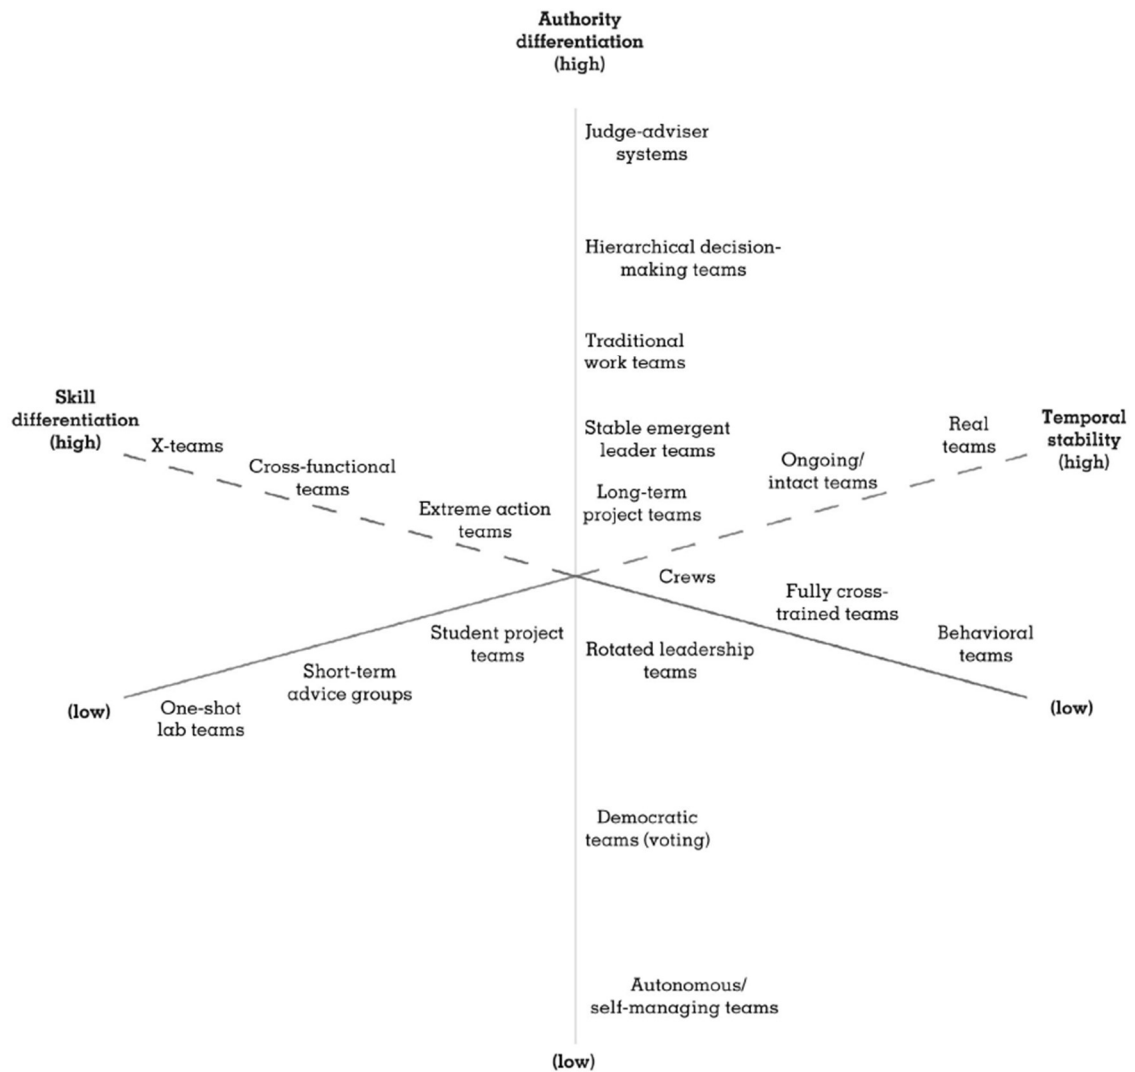 Authority
differentiation
(high)
Judge-adviser
systems
Hierarchical decision-
making teams
Traditional
work teams
Skill
differentiation
(high)
X-teams
Cross-functional
teams
Extreme action
teams
Stable emergent
leader teams
Long-term
project teams
Ongoing/
intact teams
Real
teams
Temporal
stability
(high)
Crews
Fully cross-
trained teams
Behavioral
teams
(low)
Student project
teams
Short-term
advice groups
One-shot
lab teams
(low)
Rotated leadership
teams
Democratic
teams (voting)
Autonomous/
self-managing teams
(low)